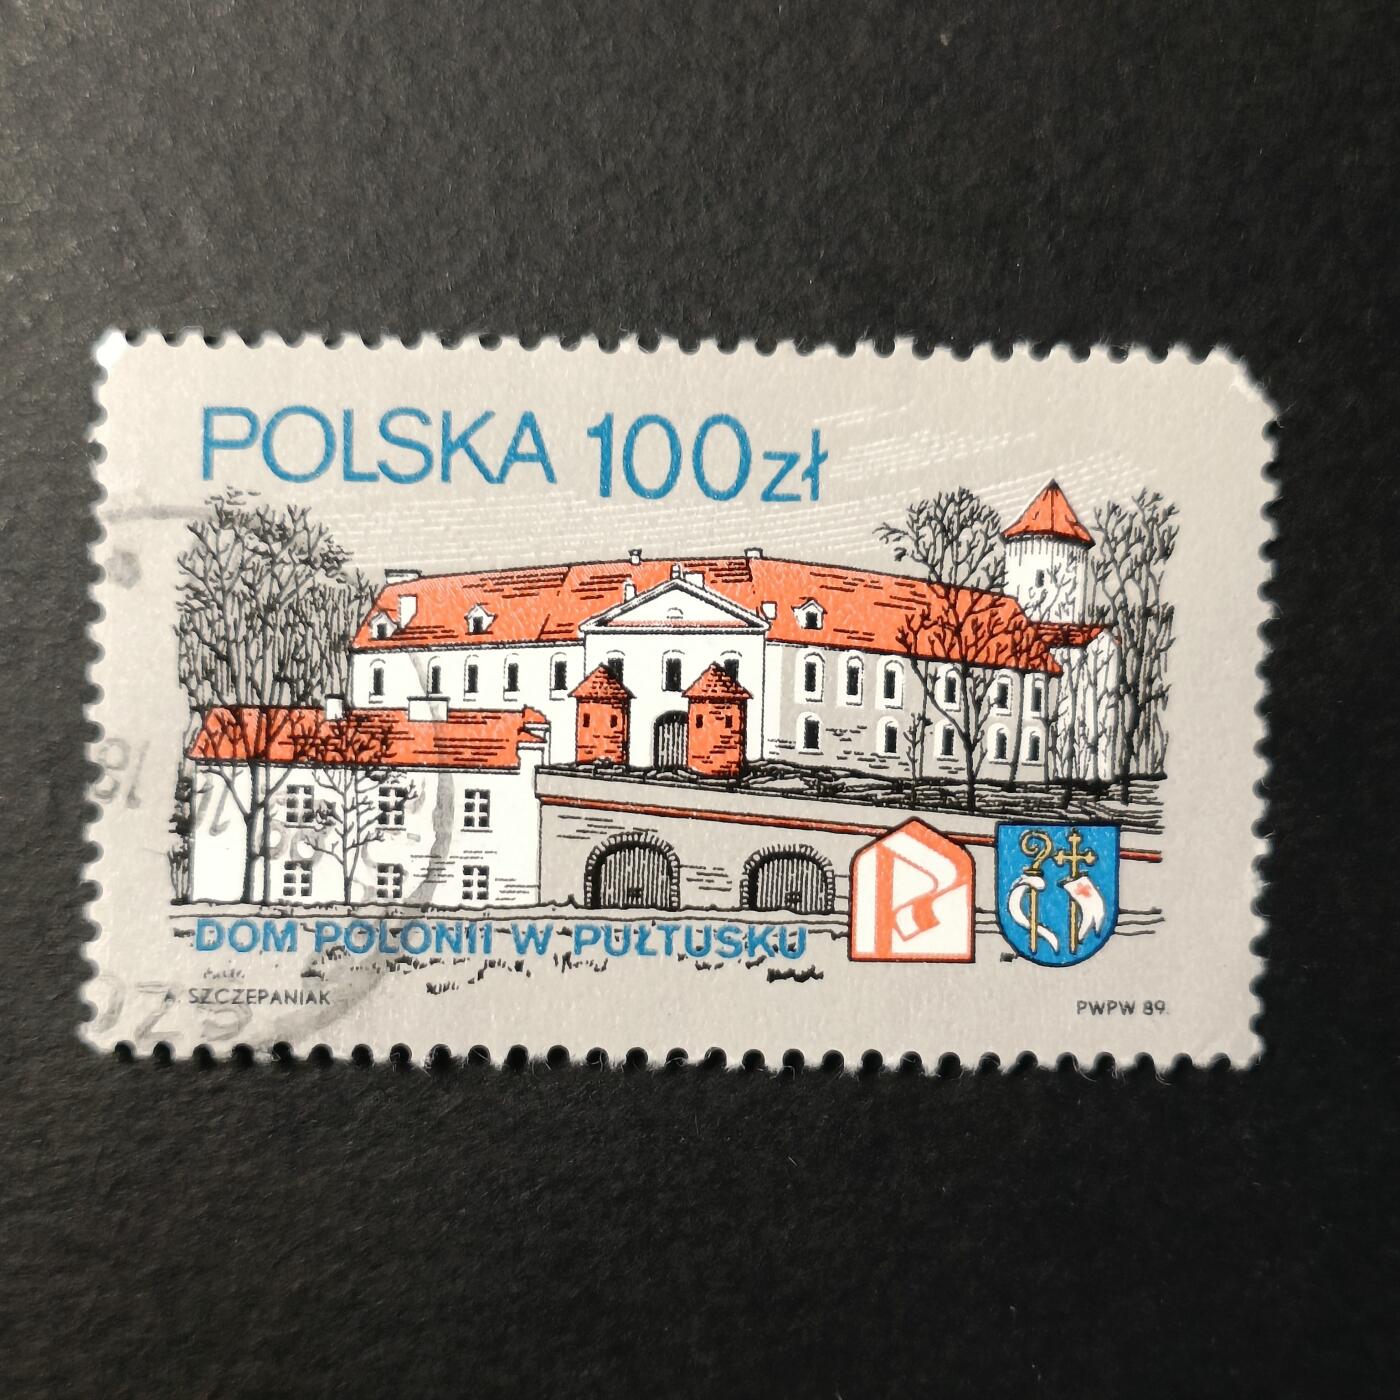 POLSKA 100zł
DOM POLONII W PUŁTUSKU
A. SZCZEPANIAK
PWPW 89.